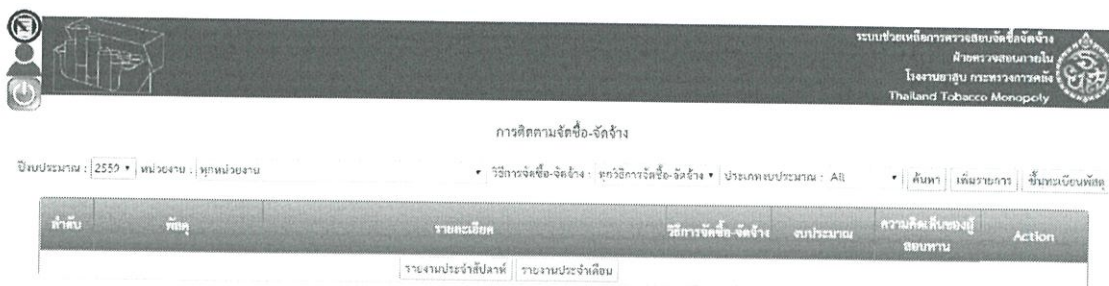 ระบบช่วยเหลือการตรวจสอบจัดซื้อจัดจ้าง
ฝ่ายตรวจสอบภายใน
โรงงานยาสูบ กระทรวงการคลัง
Thailand Tobacco Monopoly
การติดตามจัดซื้อ-จัดจ้าง
ปีงบประมาณ : 2559 หน่วยงาน : ทุกหน่วยงาน วิธีการจัดซื้อ-จัดจ้าง : ทุกวิธีการจัดซื้อ-จัดจ้าง ประเภทงบประมาณ : All ค้นหา เพิ่มรายการ ขึ้นทะเบียนพัสดุ
ลำดับ พัสดุ รายละเอียด วิธีการจัดซื้อ-จัดจ้าง งบประมาณ ความคิดเห็นของผู้สอบทาน Action
รายงานประจำสัปดาห์ รายงานประจำเดือน